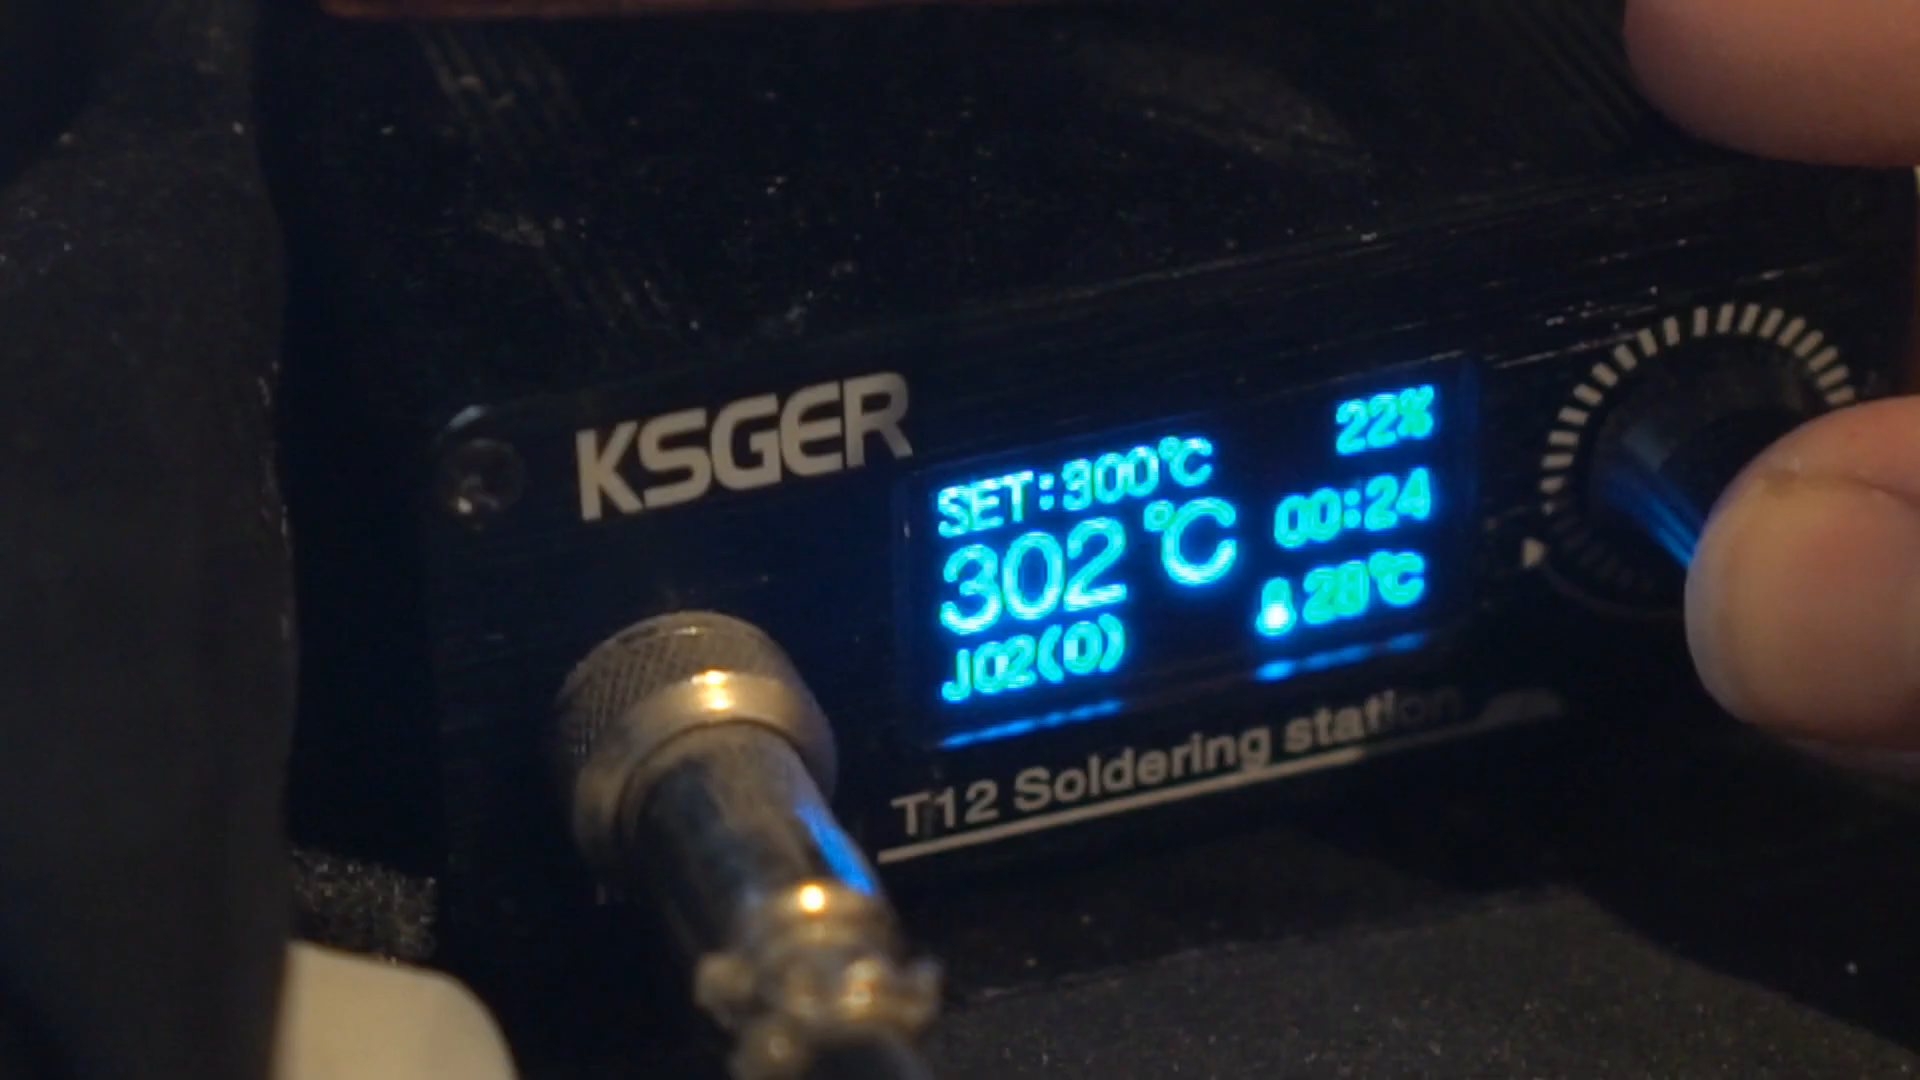 KSGER
SET:300℃
22%
302℃
00:24
28℃
J02(0)
T12 Soldering station